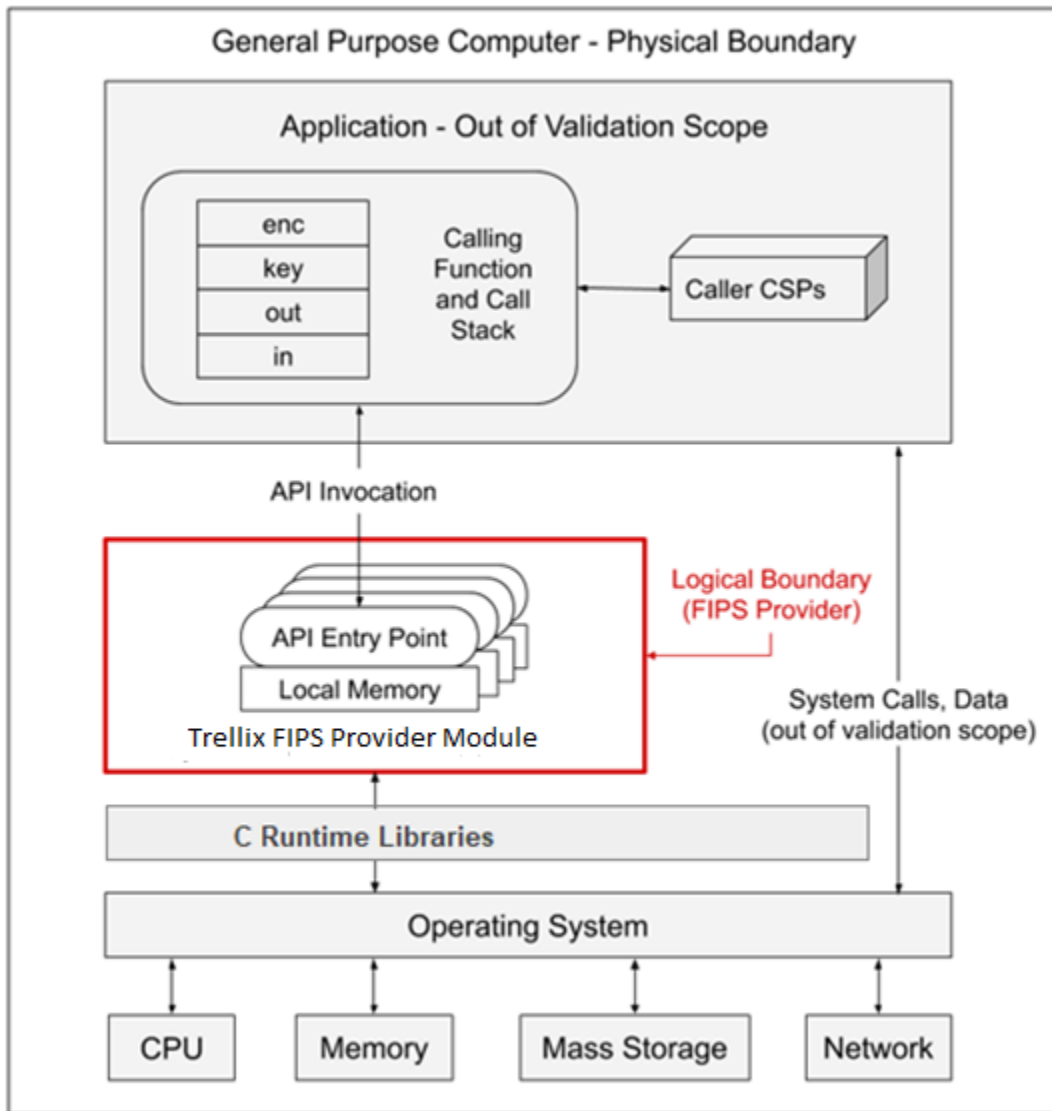 General Purpose Computer - Physical Boundary
Application - Out of Validation Scope
enc
key
out
in
Calling
Function
and Call
Stack
Caller CSPs
API Invocation
Logical Boundary
(FIPS Provider)
API Entry Point
Local Memory
Trellix FIPS Provider Module
System Calls, Data
(out of validation scope)
C Runtime Libraries
Operating System
CPU
Memory
Mass Storage
Network